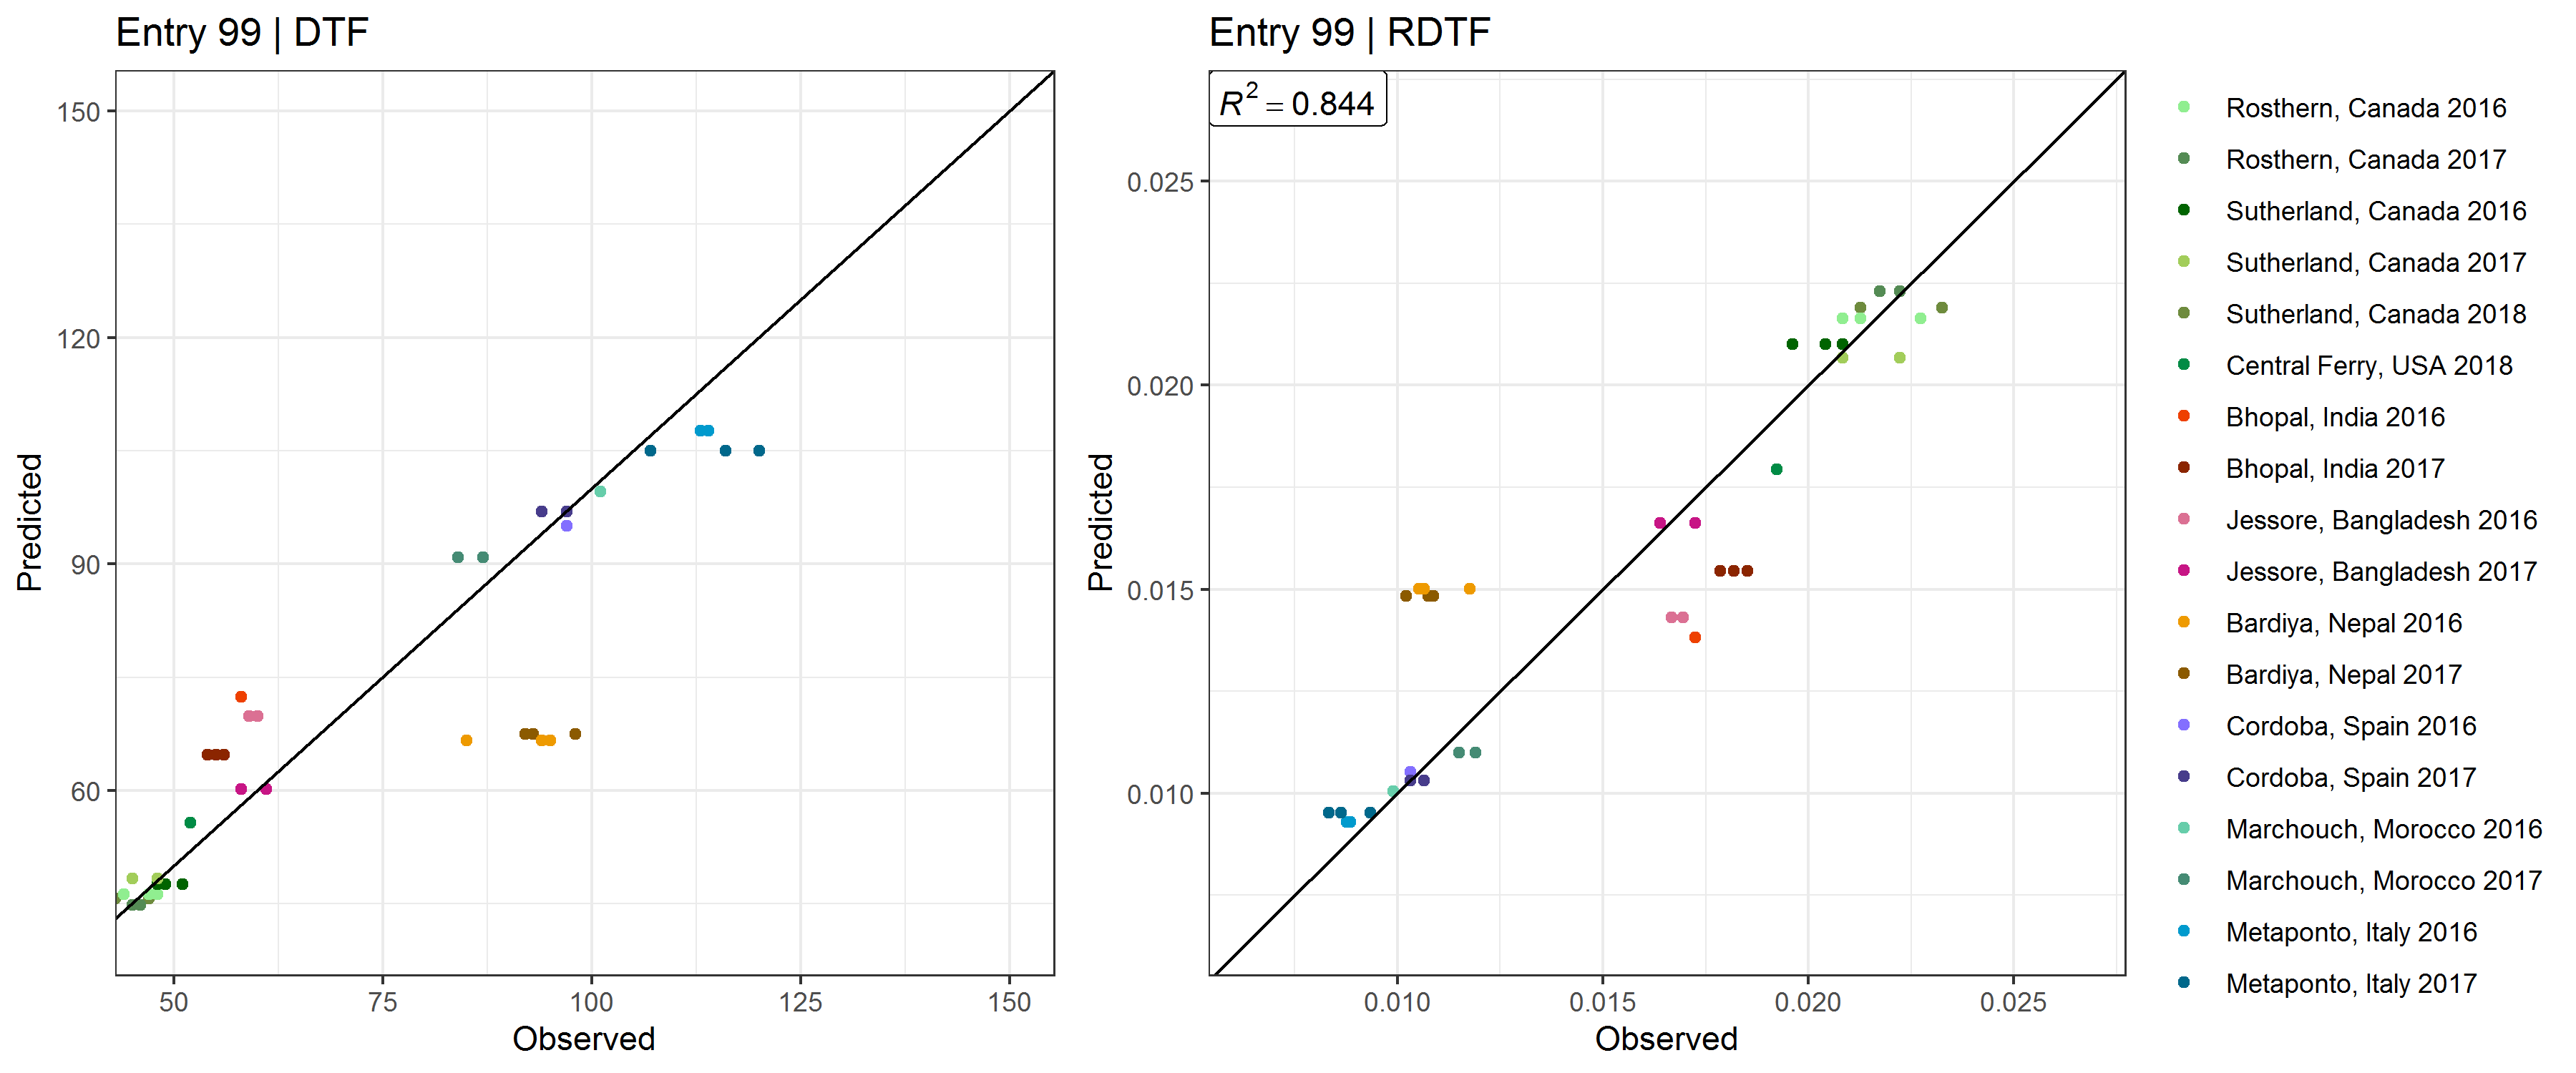 Entry 99 | DTF
150
120
90
60
Predicted
50 75 100 125 150
Observed
Entry 99 | RDTF
R² = 0.844
0.025
0.020
0.015
0.010
Predicted
0.010 0.015 0.020 0.025
Observed
Rosthern, Canada 2016
Rosthern, Canada 2017
Sutherland, Canada 2016
Sutherland, Canada 2017
Sutherland, Canada 2018
Central Ferry, USA 2018
Bhopal, India 2016
Bhopal, India 2017
Jessore, Bangladesh 2016
Jessore, Bangladesh 2017
Bardiya, Nepal 2016
Bardiya, Nepal 2017
Cordoba, Spain 2016
Cordoba, Spain 2017
Marchouch, Morocco 2016
Marchouch, Morocco 2017
Metaponto, Italy 2016
Metaponto, Italy 2017